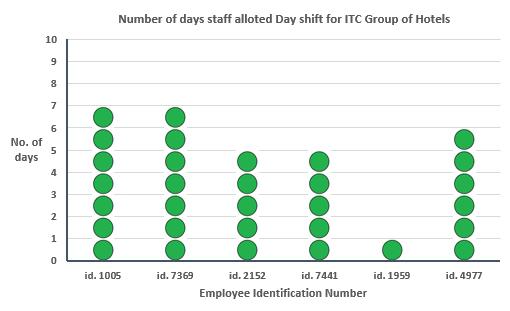 Number of days staff alloted Day shift for ITC Group of Hotels
10
9
8
7
6
5
4
3
2
1
0
No. of
days
id. 1005 id. 7369 id. 2152 id. 7441 id. 1959 id. 4977
Employee Identification Number